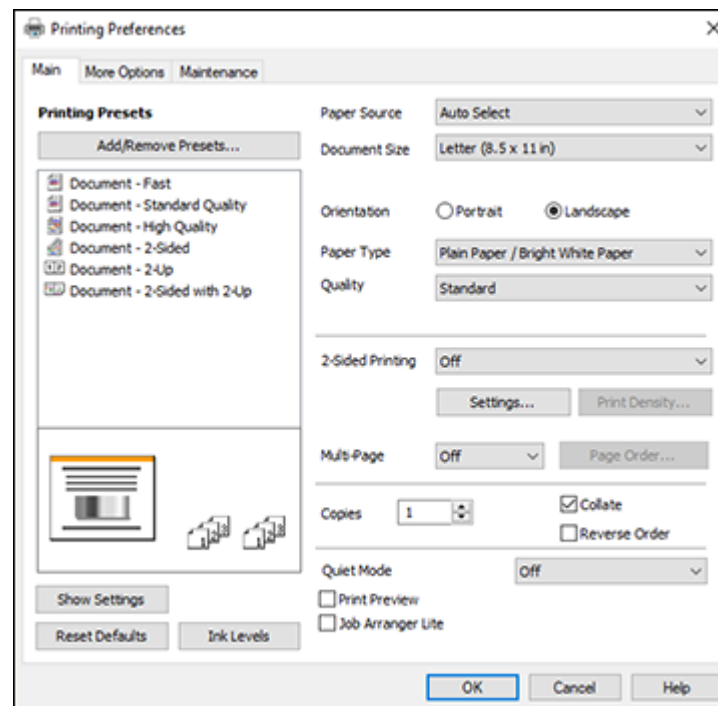 Printing Preferences
Main More Options Maintenance
Printing Presets
Add/Remove Presets...
Document - Fast
Document - Standard Quality
Document - High Quality
Document - 2-Sided
Document - 2-Up
Document - 2-Sided with 2-Up
Show Settings
Reset Defaults Ink Levels
Paper Source Auto Select
Document Size Letter (8.5 x 11 in)
Orientation Portrait Landscape
Paper Type Plain Paper / Bright White Paper
Quality Standard
2-Sided Printing Off
Settings... Print Density...
Multi-Page Off Page Order...
Copies 1 Collate
Reverse Order
Quiet Mode Off
Print Preview
Job Arranger Lite
OK Cancel Help